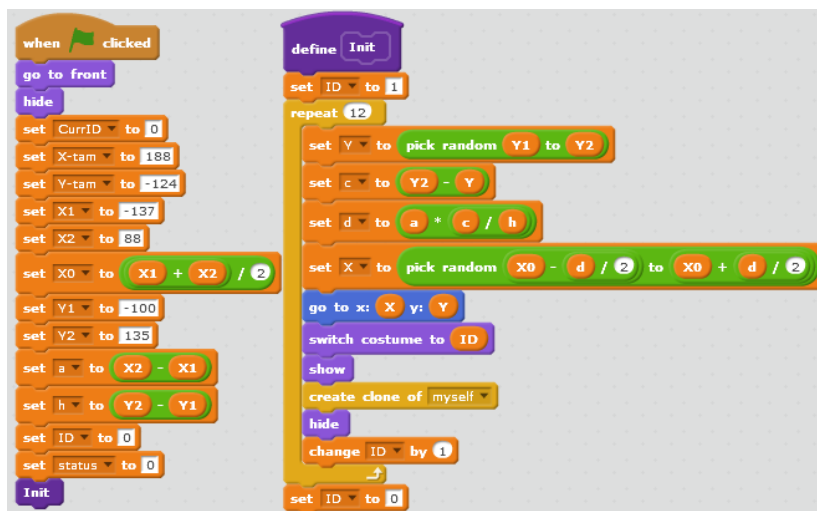 when clicked
go to front
hide
set CurrID to 0
set X-tam to 188
set Y-tam to -124
set X1 to -137
set X2 to 88
set X0 to X1 + X2 / 2
set Y1 to -100
set Y2 to 135
set a to X2 - X1
set h to Y2 - Y1
set ID to 0
set status to 0
Init
define Init
set ID to 1
repeat 12
set Y to pick random Y1 to Y2
set c to Y2 - Y
set d to a * c / h
set X to pick random X0 - d / 2 to X0 + d / 2
go to x: X y: Y
switch costume to ID
show
create clone of myself
hide
change ID by 1
set ID to 0